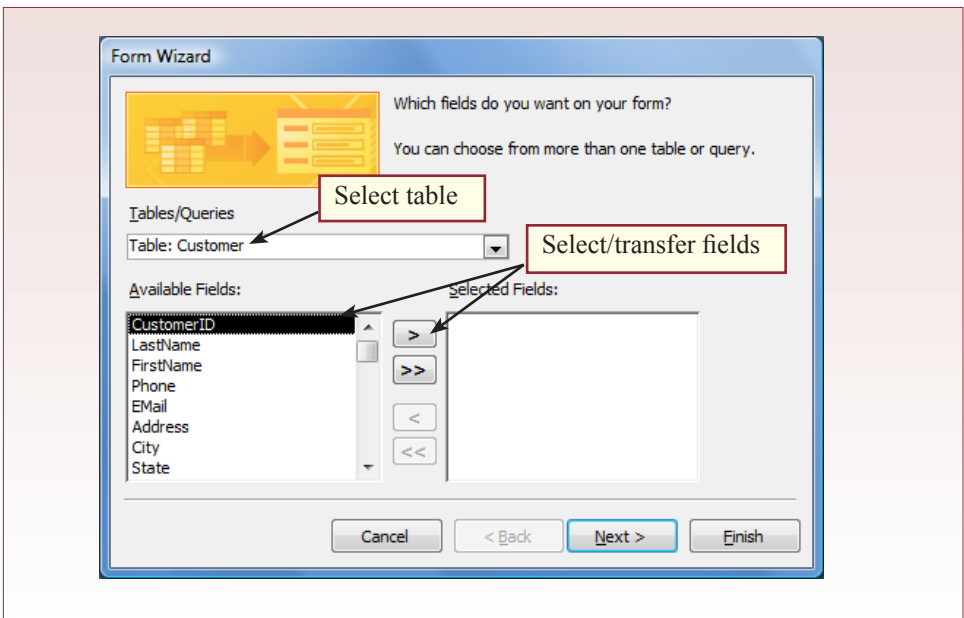 Form Wizard
Which fields do you want on your form?
You can choose from more than one table or query.
Select table
Tables/Queries
Table: Customer
Select/transfer fields
Available Fields:
Selected Fields:
CustomerID
LastName
FirstName
Phone
EMail
Address
City
State
>
>>
<
<<
Cancel
< Back
Next >
Finish